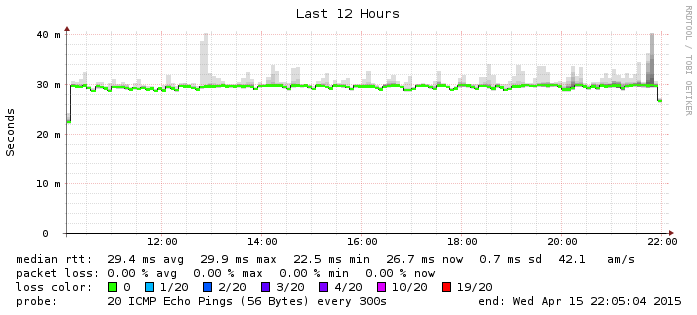 Last 12 Hours
RRDTOOL / TOBI OETIKER
Seconds
40 m
30 m
20 m
10 m
0
12:00 14:00 16:00 18:00 20:00 22:00
median rtt: 29.4 ms avg 29.9 ms max 22.5 ms min 26.7 ms now 0.7 ms sd 42.1 am/s
packet loss: 0.00 % avg 0.00 % max 0.00 % min 0.00 % now
loss color: 0 1/20 2/20 3/20 4/20 10/20 19/20
probe: 20 ICMP Echo Pings (56 Bytes) every 300s end: Wed Apr 15 22:05:04 2015